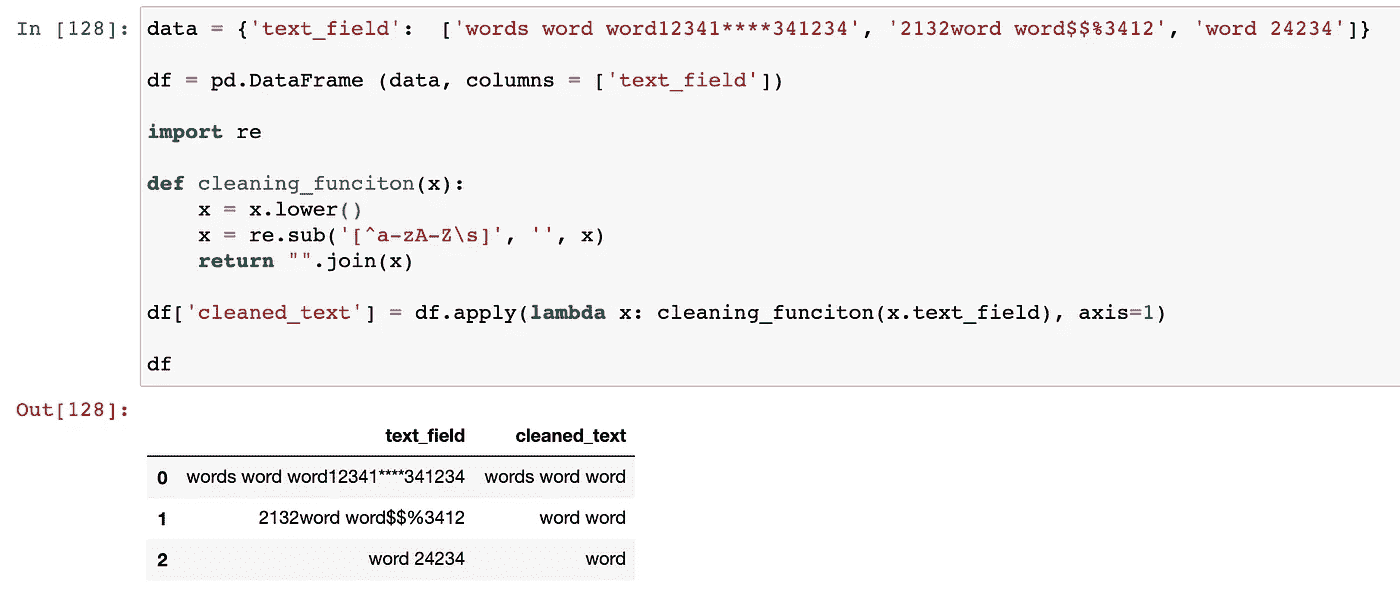 In [128]: data = {'text_field':  ['words word word12341****341234', '2132word word$$%3412', 'word 24234']}
df = pd.DataFrame (data, columns = ['text_field'])
import re
def cleaning_funciton(x):
    x = x.lower()
    x = re.sub('[^a-zA-Z\s]', '', x)
    return "".join(x)
df['cleaned_text'] = df.apply(lambda x: cleaning_funciton(x.text_field), axis=1)
df
Out[128]:
text_field cleaned_text
0 words word word12341****341234 words word word
1 2132word word$$%3412 word word
2 word 24234 word